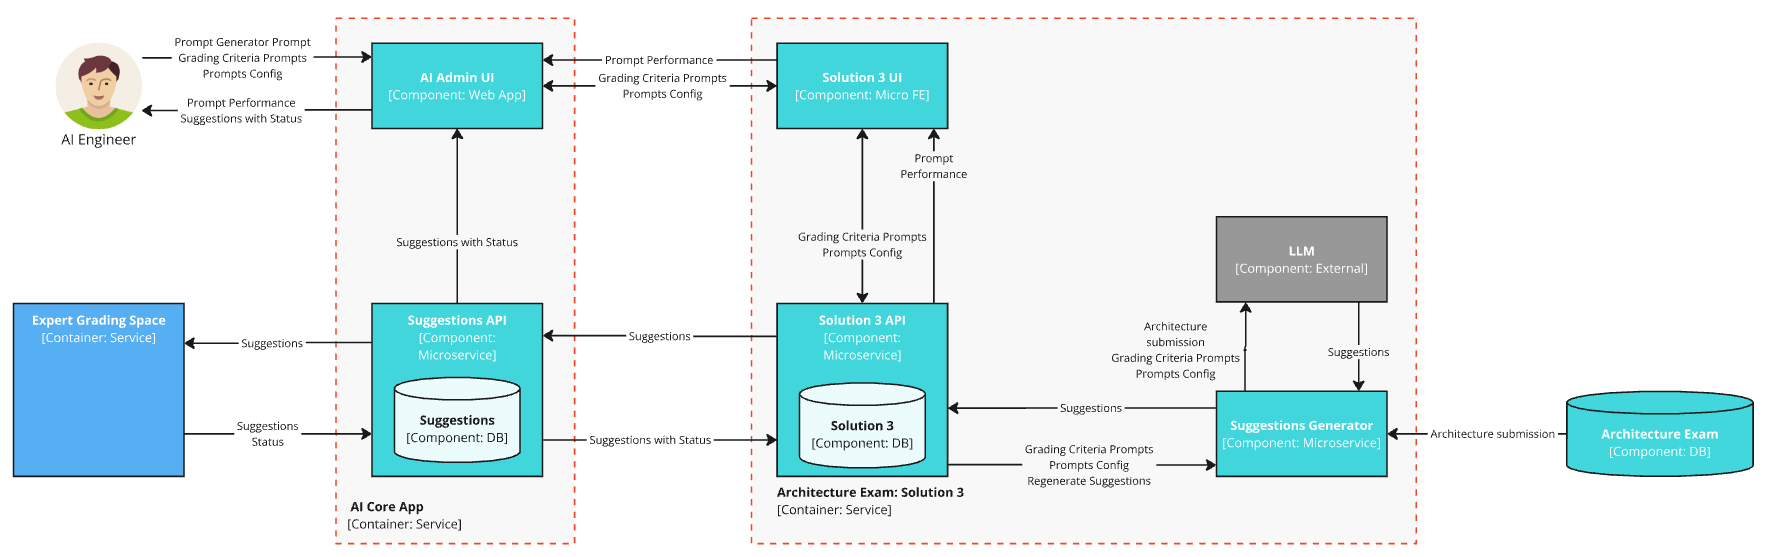 Prompt Generator Prompt
Grading Criteria Prompts
Prompts Config
Prompt Performance
Suggestions with Status
AI Engineer
AI Admin UI
[Component: Web App]
Prompt Performance
Grading Criteria Prompts
Prompts Config
Solution 3 UI
[Component: Micro FE]
Prompt
Performance
Suggestions with Status
Grading Criteria Prompts
Prompts Config
LLM
[Component: External]
Expert Grading Space
[Container: Service]
Suggestions
Suggestions
Status
Suggestions API
[Component:
Microservice]
Suggestions
[Component: DB]
Suggestions
Suggestions with Status
Solution 3 API
[Component:
Microservice]
Solution 3
[Component: DB]
Architecture
submission
Grading Criteria Prompts
Prompts Config
Suggestions
Suggestions
Grading Criteria Prompts
Prompts Config
Regenerate Suggestions
Suggestions Generator
[Component: Microservice]
Architecture submission
Architecture Exam
[Component: DB]
AI Core App
[Container: Service]
Architecture Exam: Solution 3
[Container: Service]